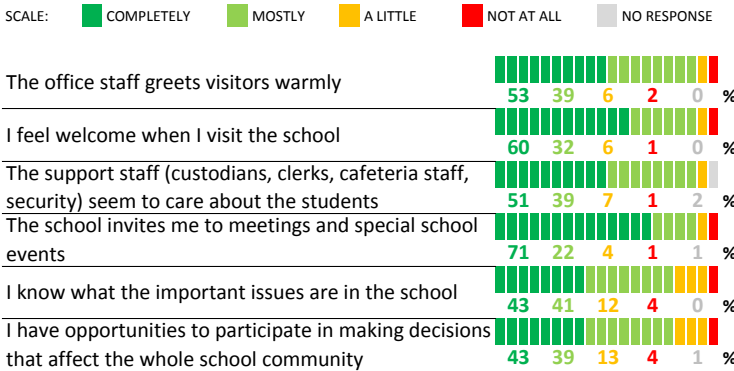 SCALE: COMPLETELY MOSTLY A LITTLE NOT AT ALL NO RESPONSE
The office staff greets visitors warmly
53 39 6 2 0 %
I feel welcome when I visit the school
60 32 6 1 0 %
The support staff (custodians, clerks, cafeteria staff,
security) seem to care about the students
51 39 7 1 2 %
The school invites me to meetings and special school
events
71 22 4 1 1 %
I know what the important issues are in the school
43 41 12 4 0 %
I have opportunities to participate in making decisions
that affect the whole school community
43 39 13 4 1 %